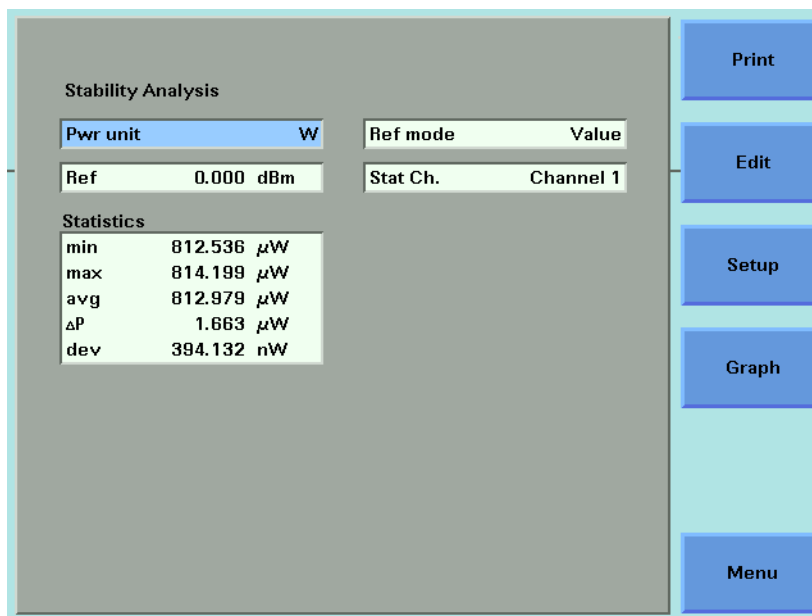 Stability Analysis
Pwr unit W
Ref mode Value
Ref 0.000 dBm
Stat Ch. Channel 1
Statistics
min 812.536 µW
max 814.199 µW
avg 812.979 µW
△P 1.663 µW
dev 394.132 nW
Print
Edit
Setup
Graph
Menu